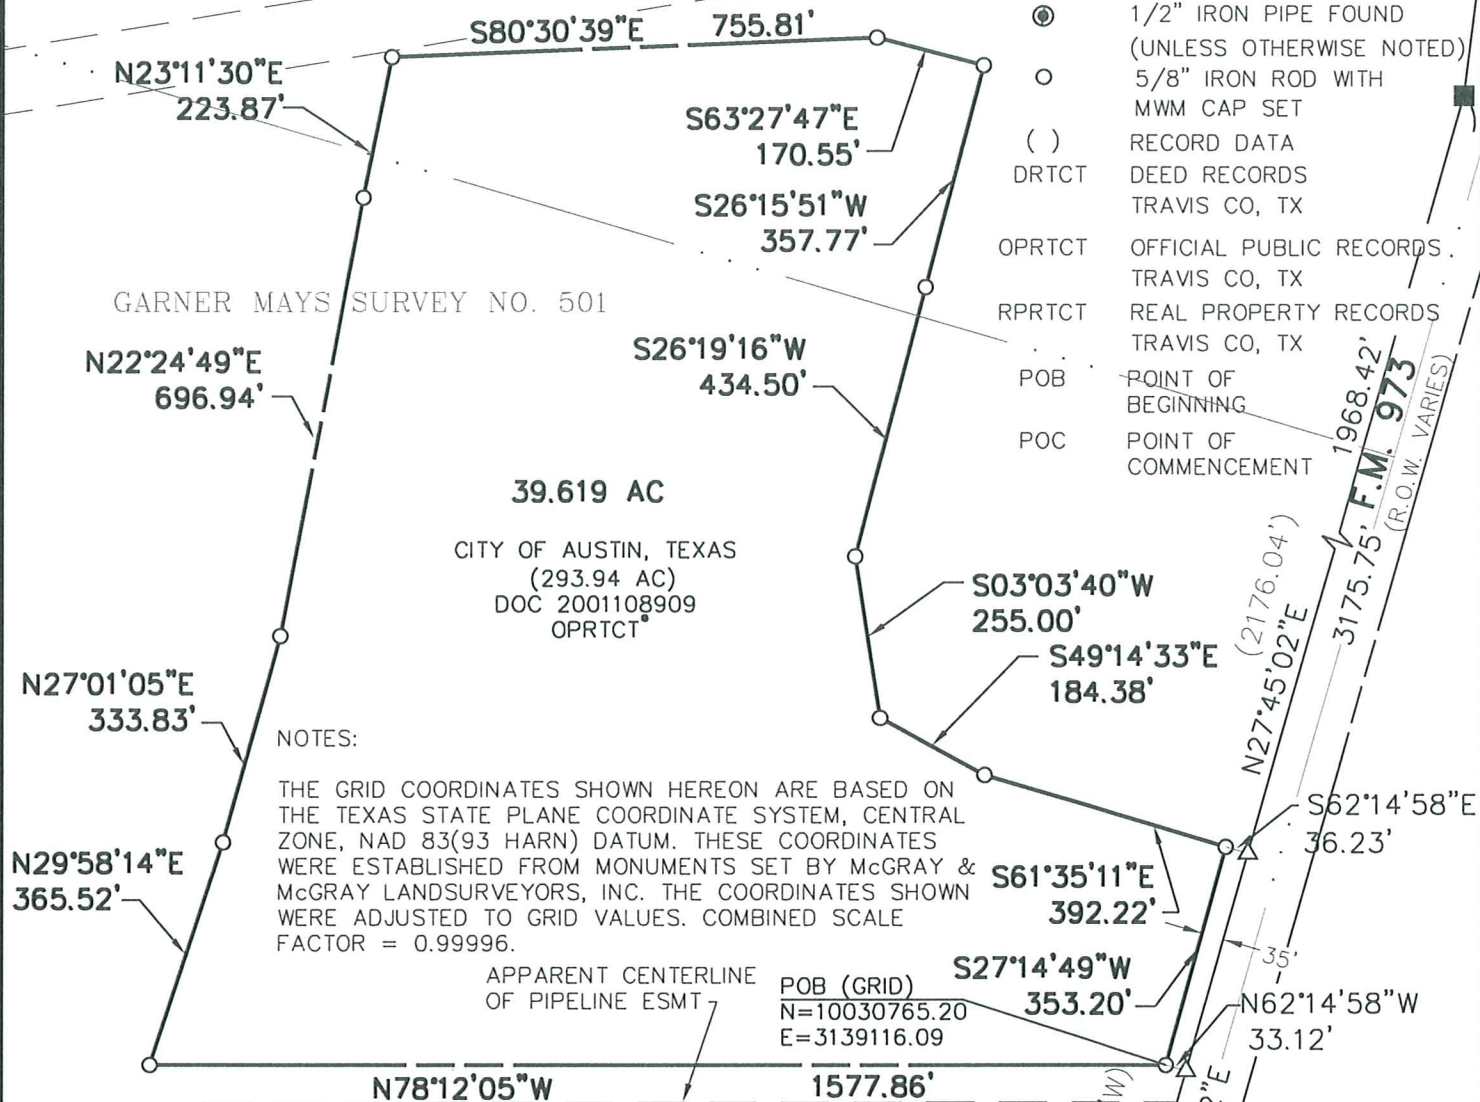 S80°30'39"E 755.81'
N23°11'30"E
223.87'
S63°27'47"E
170.55'
S26°15'51"W
357.77'
1/2" IRON PIPE FOUND
(UNLESS OTHERWISE NOTED)
5/8" IRON ROD WITH
MWM CAP SET
( ) RECORD DATA
DRTCT DEED RECORDS
TRAVIS CO, TX
OPRTCT OFFICIAL PUBLIC RECORDS
TRAVIS CO, TX
RPRTCT REAL PROPERTY RECORDS
TRAVIS CO, TX
POB POINT OF
BEGINNING
POC POINT OF
COMMENCEMENT
GARNER MAYS SURVEY NO. 501
N22°24'49"E
696.94'
S26°19'16"W
434.50'
39.619 AC
CITY OF AUSTIN, TEXAS
(293.94 AC)
DOC 2001108909
OPRTCT
S03°03'40"W
255.00'
S49°14'33"E
184.38'
1968.42'
F.M. 973
(R.O.W. VARIES)
3175.75'
(2176.04')
N27°45'02"E
N27°01'05"E
333.83'
NOTES:
THE GRID COORDINATES SHOWN HEREON ARE BASED ON
THE TEXAS STATE PLANE COORDINATE SYSTEM, CENTRAL
ZONE, NAD 83(93 HARN) DATUM. THESE COORDINATES
WERE ESTABLISHED FROM MONUMENTS SET BY McGRAY &
McGRAY LANDSURVEYORS, INC. THE COORDINATES SHOWN
WERE ADJUSTED TO GRID VALUES. COMBINED SCALE
FACTOR = 0.99996.
N29°58'14"E
365.52'
S62°14'58"E
36.23'
S61°35'11"E
392.22'
S27°14'49"W
353.20'
35'
N62°14'58"W
33.12'
APPARENT CENTERLINE
OF PIPELINE ESMT
POB (GRID)
N=10030765.20
E=3139116.09
N78°12'05"W 1577.86'
W)
2"E